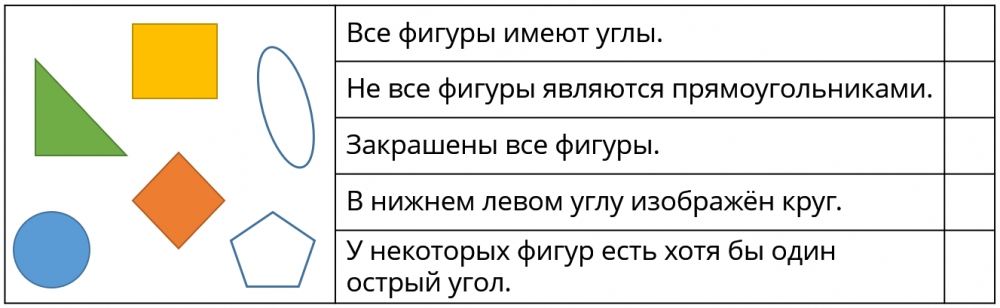 Все фигуры имеют углы.
Не все фигуры являются прямоугольниками.
Закрашены все фигуры.
В нижнем левом углу изображён круг.
У некоторых фигур есть хотя бы один
острый угол.